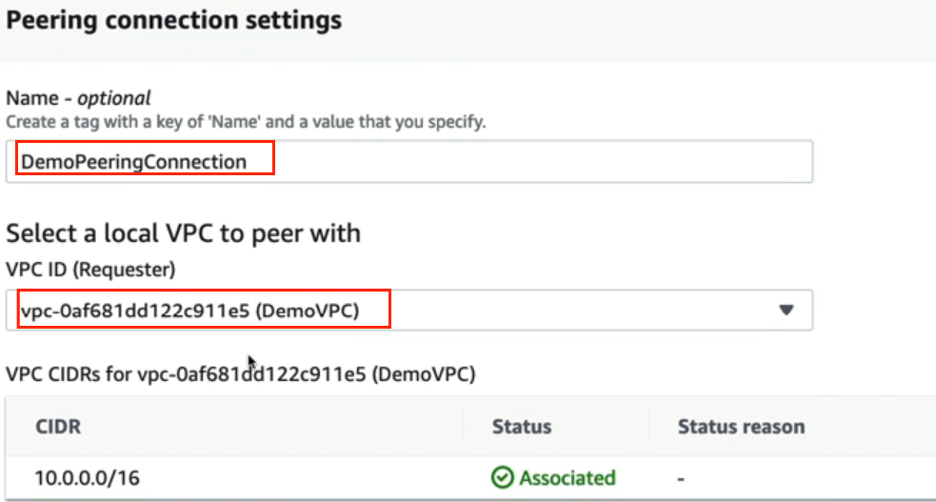 Peering connection settings
Name - optional
Create a tag with a key of 'Name' and a value that you specify.
DemoPeeringConnection
Select a local VPC to peer with
VPC ID (Requester)
vpc-0af681dd122c911e5 (DemoVPC)
VPC CIDRs for vpc-0af681dd122c911e5 (DemoVPC)
CIDR Status Status reason
10.0.0.0/16 Associated -